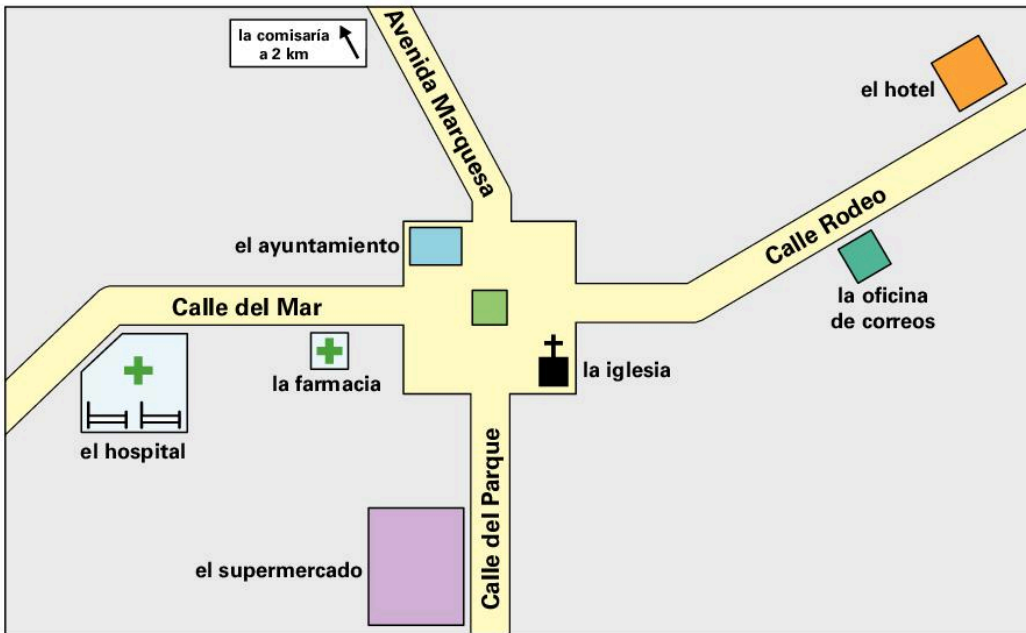 la comisaría
a 2 km
Avenida Marquesa
el hotel
el ayuntamiento
Calle Rodeo
Calle del Mar
la oficina
de correos
la farmacia
la iglesia
el hospital
Calle del Parque
el supermercado